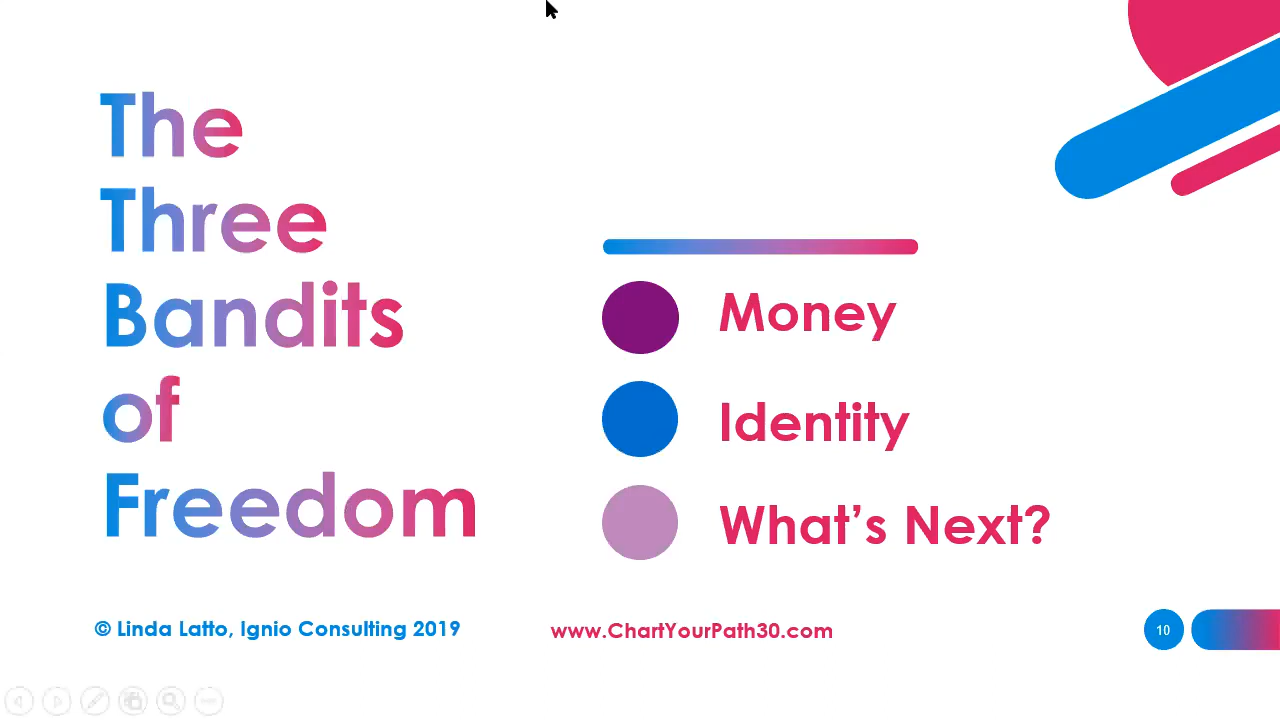 The
Three
Bandits
of
Freedom
Money
Identity
What's Next?
© Linda Latto, Ignio Consulting 2019
www.ChartYourPath30.com
10